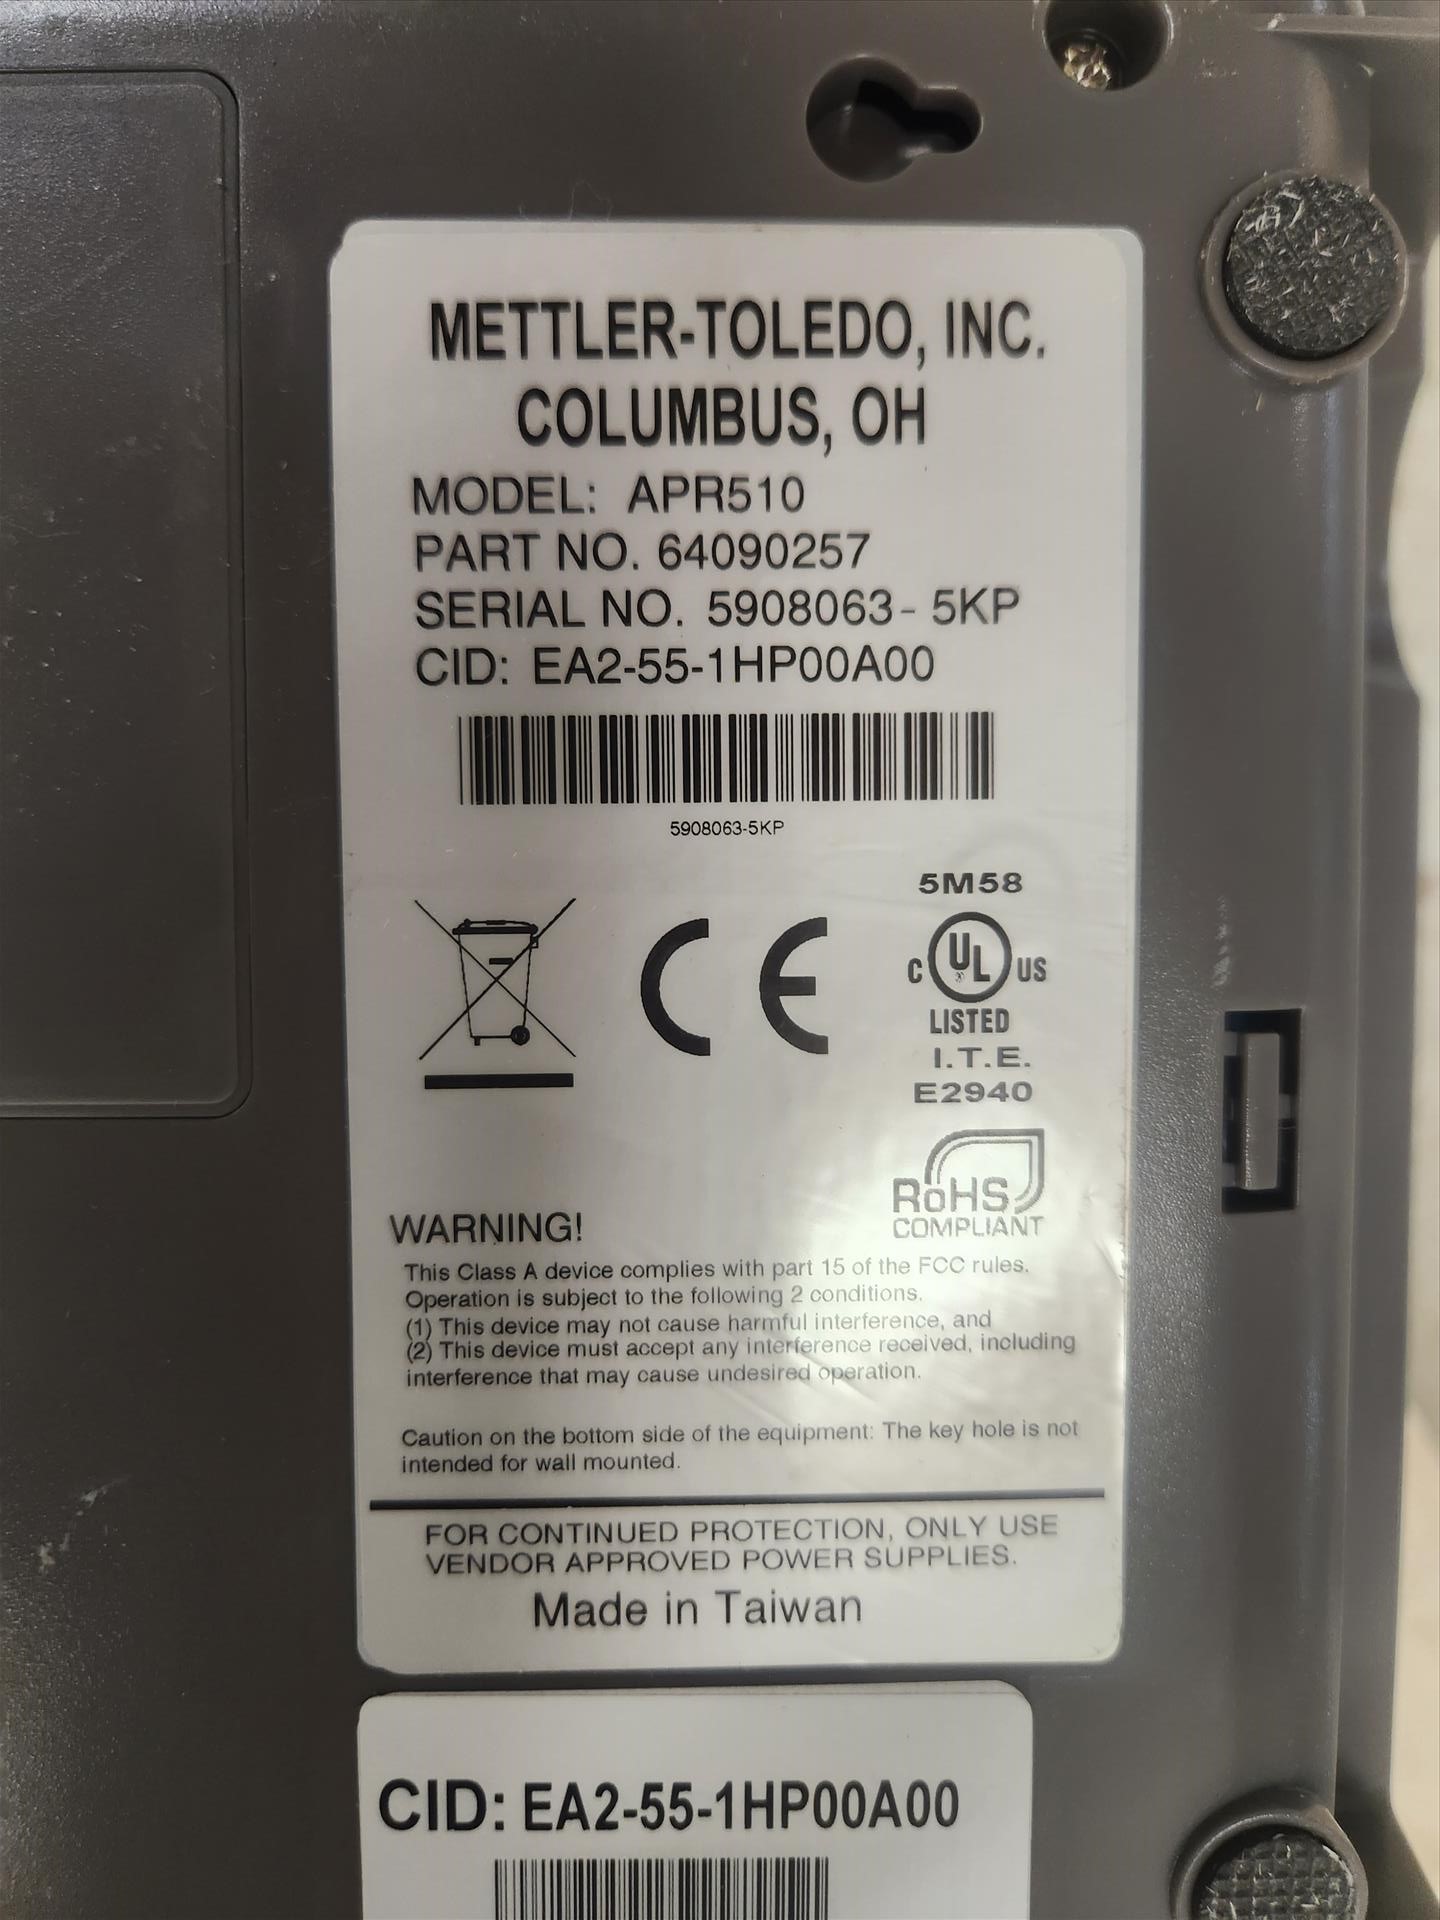 METTLER-TOLEDO, INC.
COLUMBUS, OH
MODEL: APR510
PART NO. 64090257
SERIAL NO. 5908063- 5KP
CID: EA2-55-1HP00A00
5908063-5KP
CE
5M58
C UL US
LISTED
I.T.E.
E2940
RoHS
COMPLIANT
WARNING!
This Class A device complies with part 15 of the FCC rules.
Operation is subject to the following 2 conditions.
(1) This device may not cause harmful interference, and
(2) This device must accept any interference received, including
interference that may cause undesired operation.
Caution on the bottom side of the equipment: The key hole is not
intended for wall mounted.
FOR CONTINUED PROTECTION, ONLY USE
VENDOR APPROVED POWER SUPPLIES.
Made in Taiwan
CID: EA2-55-1HP00A00